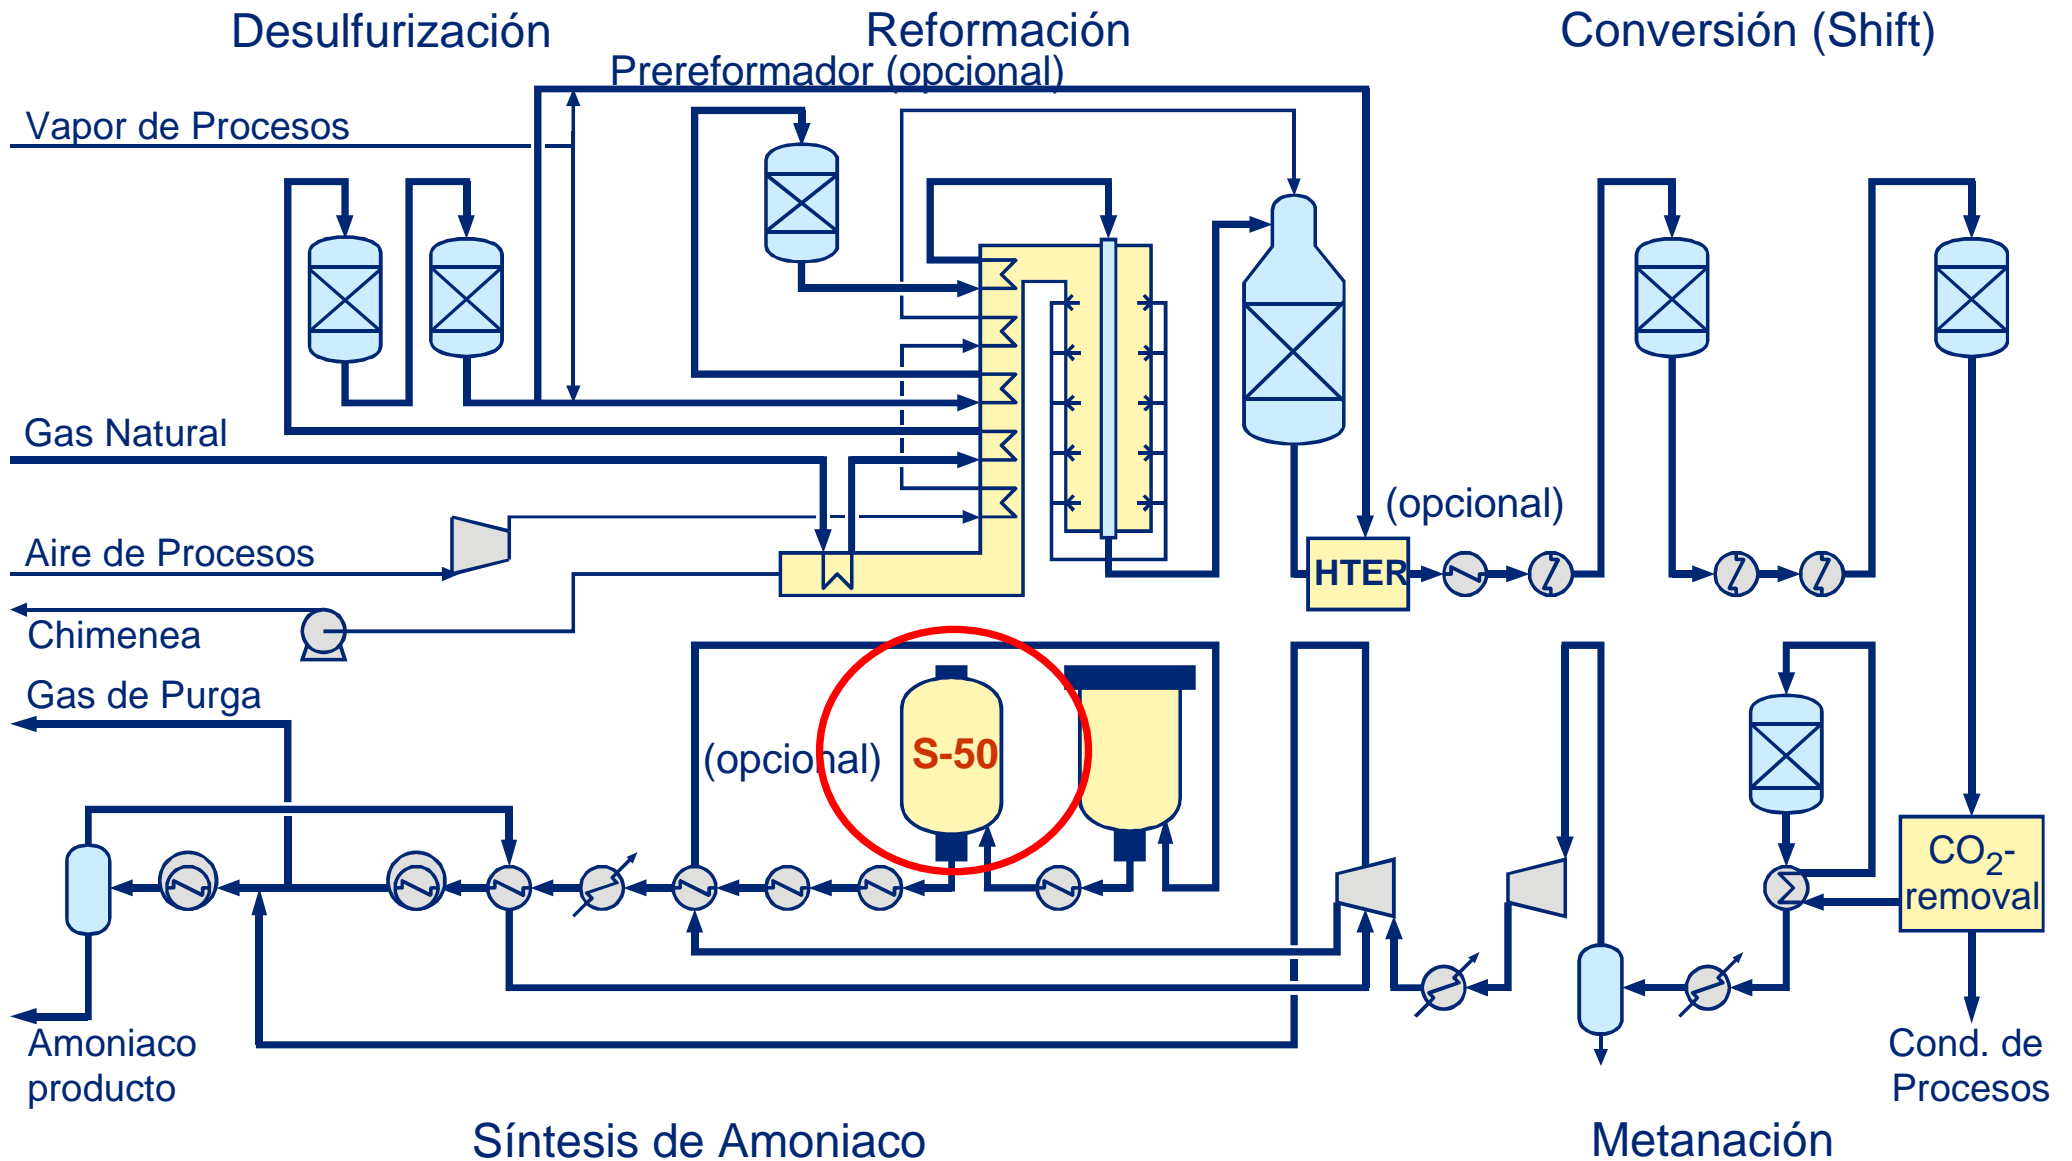 Desulfurización
Reformación
Conversión (Shift)
Prereformador (opcional)
Vapor de Procesos
Gas Natural
(opcional)
Aire de Procesos
HTER
Chimenea
Gas de Purga
(opcional)
S-50
CO₂-
removal
Amoniaco
producto
Cond. de
Procesos
Síntesis de Amoniaco
Metanación